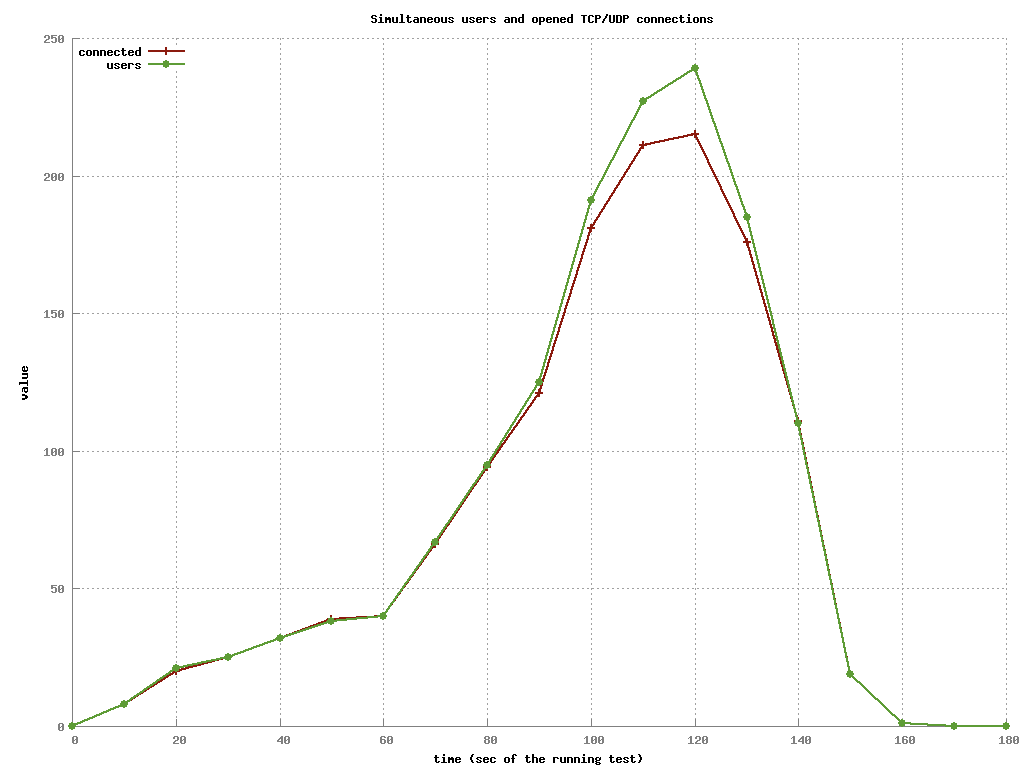 Simultaneous users and opened TCP/UDP connections
250
connected
users
200
150
value
100
50
0
0 20 40 60 80 100 120 140 160 180
time (sec of the running test)